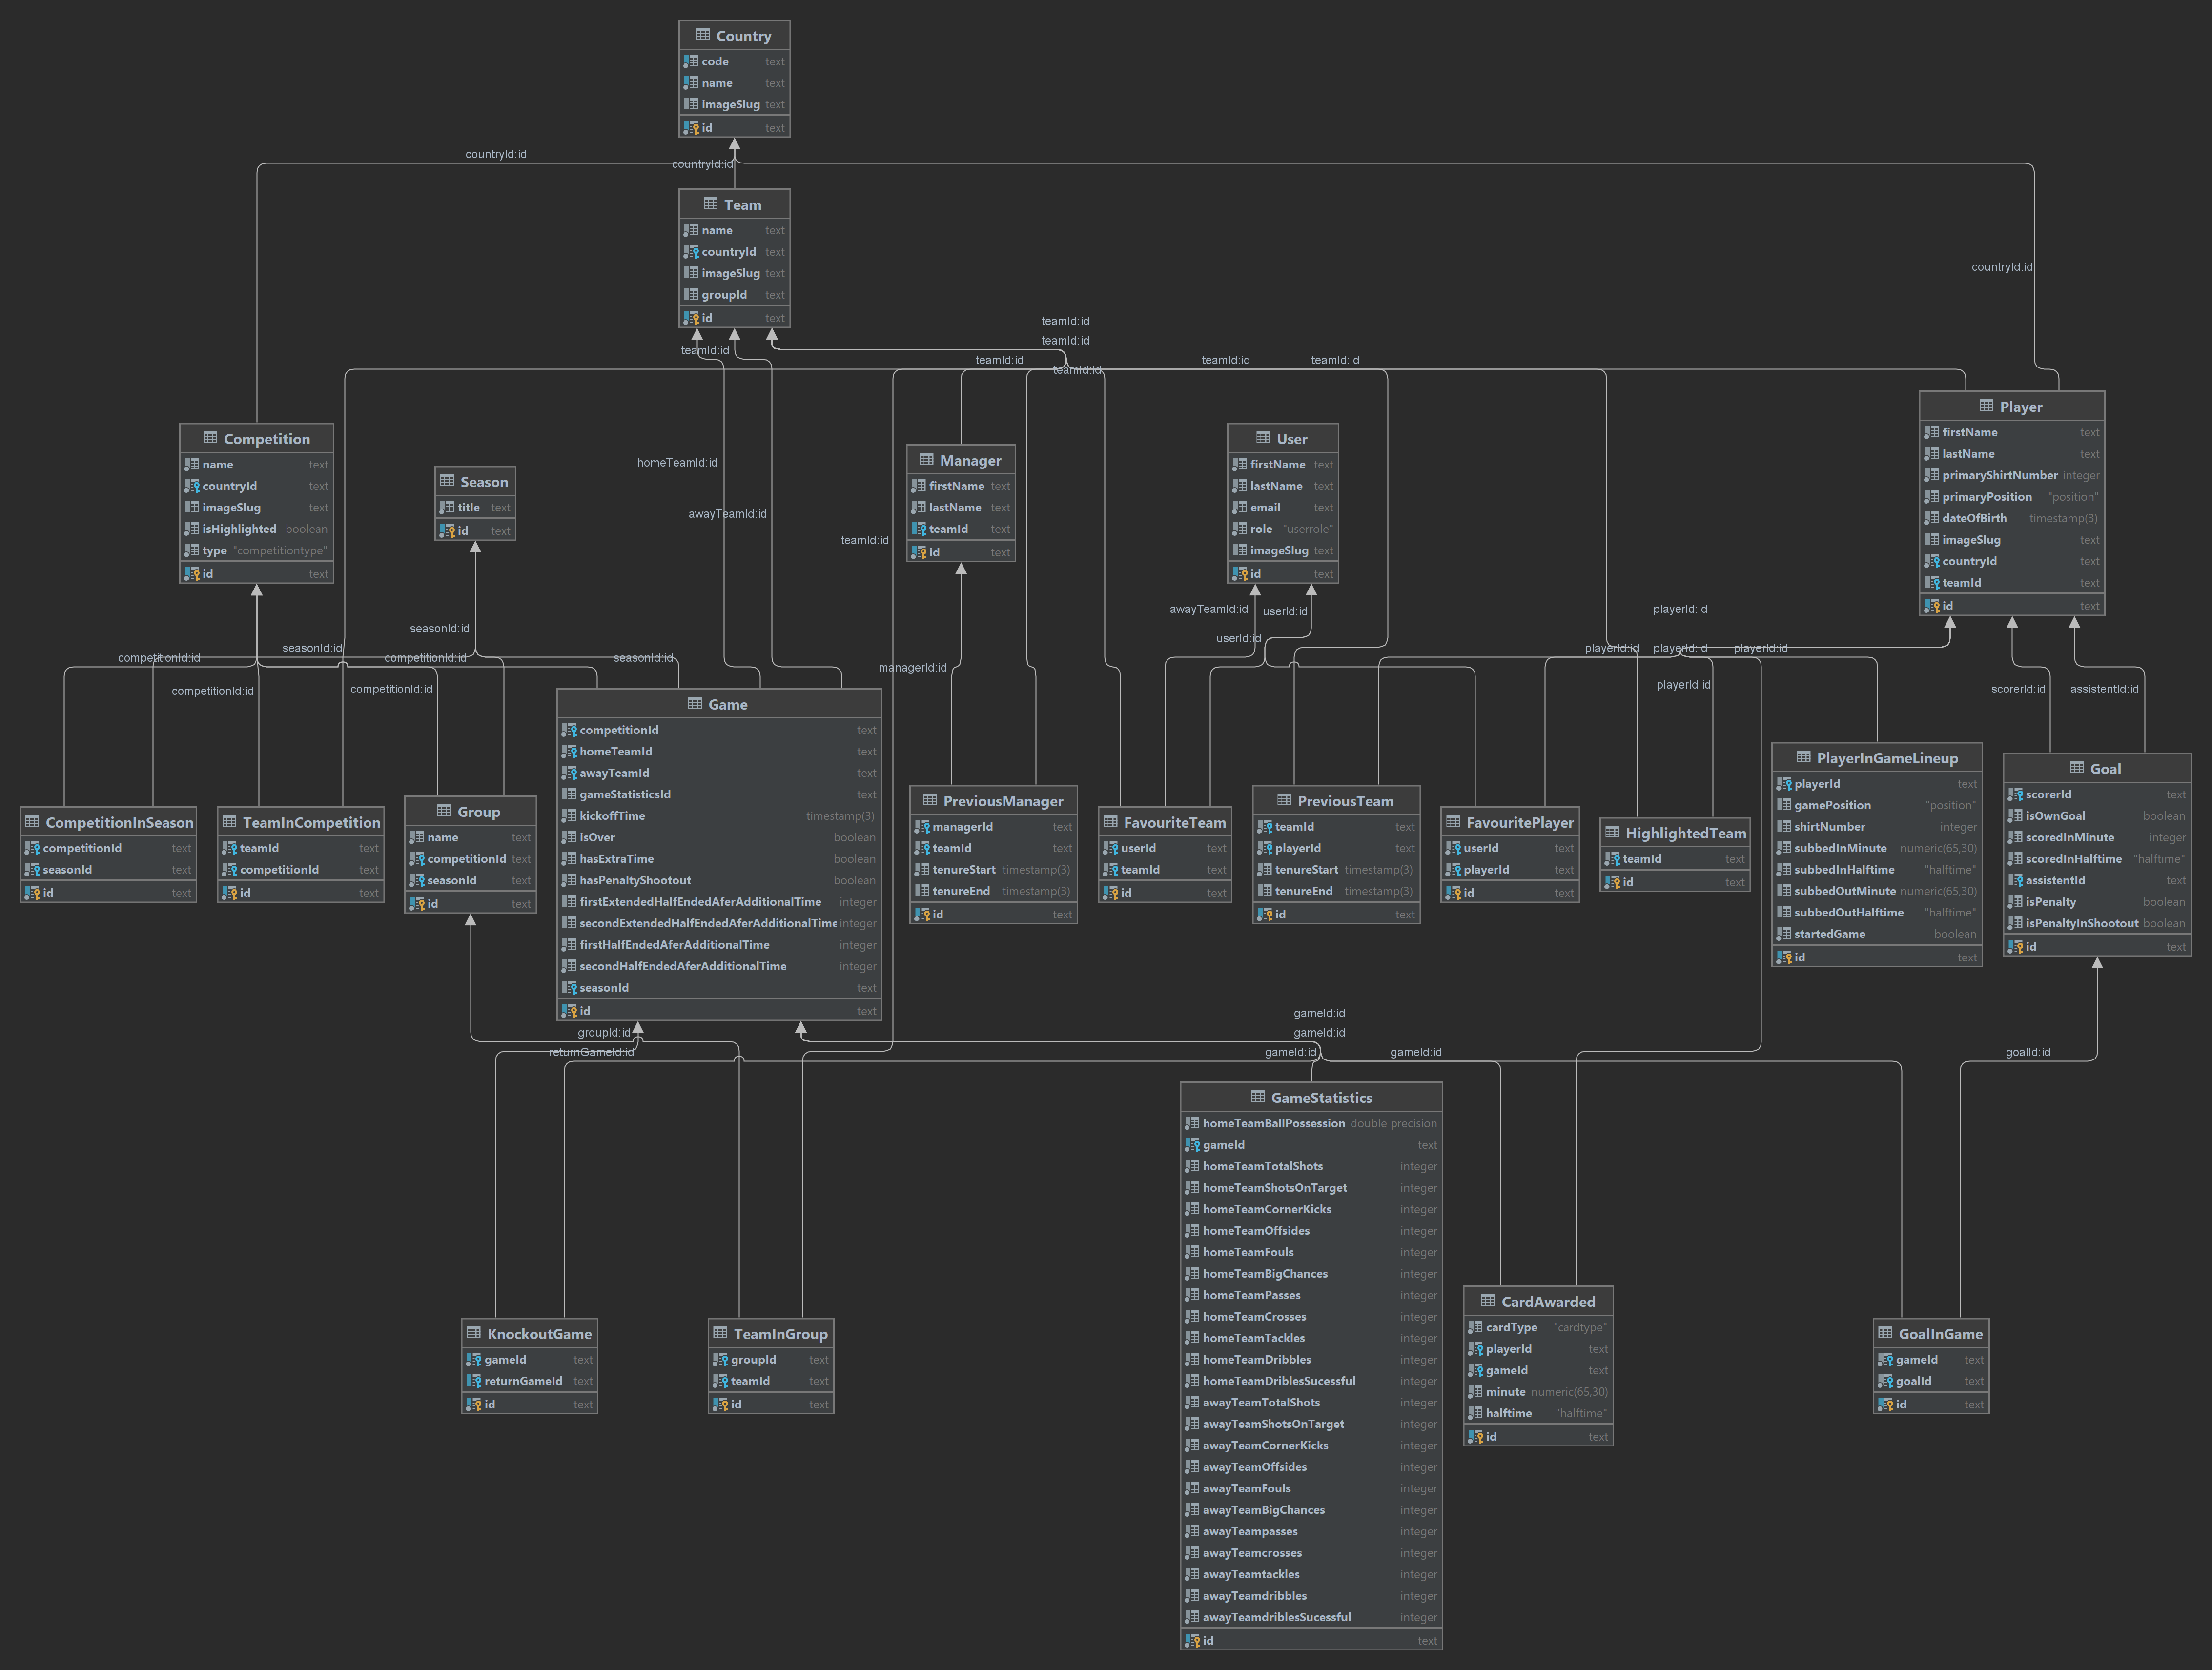 Country
code text
name text
imageSlug text
id text
countryId:id
countryId:id
countryId:id
Team
name text
countryId text
imageSlug text
groupId text
id text
teamId:id
teamId:id
teamId:id
teamId:id
teamId:id
teamId:id
teamId:id
teamId:id
homeTeamId:id
awayTeamId:id
Competition
name text
countryId text
imageSlug text
isHighlighted boolean
type "competitiontype"
id text
Season
title text
id text
Manager
firstName text
lastName text
teamId text
id text
User
firstName text
lastName text
email text
role "userrole"
imageSlug text
id text
Player
firstName text
lastName text
primaryShirtNumber integer
primaryPosition "position"
dateOfBirth timestamp(3)
imageSlug text
countryId text
teamId text
id text
awayTeamId:id
userId:id
userId:id
playerId:id
playerId:id
playerId:id
playerId:id
playerId:id
seasonId:id
seasonId:id
seasonId:id
competitionId:id
competitionId:id
competitionId:id
competitionId:id
managerId:id
scorerId:id
assistentId:id
CompetitionInSeason
competitionId text
seasonId text
id text
TeamInCompetition
teamId text
competitionId text
id text
Group
name text
competitionId text
seasonId text
id text
Game
competitionId text
homeTeamId text
awayTeamId text
gameStatisticsId text
kickoffTime timestamp(3)
isOver boolean
hasExtraTime boolean
hasPenaltyShootout boolean
firstExtendedHalfEndedAferAdditionalTime integer
secondExtendedHalfEndedAferAdditionalTime integer
firstHalfEndedAferAdditionalTime integer
secondHalfEndedAferAdditionalTime integer
seasonId text
id text
PreviousManager
managerId text
teamId text
tenureStart timestamp(3)
tenureEnd timestamp(3)
id text
FavouriteTeam
userId text
teamId text
id text
PreviousTeam
teamId text
playerId text
tenureStart timestamp(3)
tenureEnd timestamp(3)
id text
FavouritePlayer
userId text
playerId text
id text
HighlightedTeam
teamId text
id text
PlayerInGameLineup
playerId text
gamePosition "position"
shirtNumber integer
subbedInMinute numeric(65,30)
subbedInHalftime "halftime"
subbedOutMinute numeric(65,30)
subbedOutHalftime "halftime"
startedGame boolean
id text
Goal
scorerId text
isOwnGoal boolean
scoredInMinute integer
scoredInHalftime "halftime"
assistentId text
isPenalty boolean
isPenaltyInShootout boolean
id text
groupId:id
returnGameId:id
gameId:id
gameId:id
gameId:id
gameId:id
goalId:id
KnockoutGame
gameId text
returnGameId text
id text
TeamInGroup
groupId text
teamId text
id text
GameStatistics
homeTeamBallPossession double precision
gameId text
homeTeamTotalShots integer
homeTeamShotsOnTarget integer
homeTeamCornerKicks integer
homeTeamOffsides integer
homeTeamFouls integer
homeTeamBigChances integer
homeTeamPasses integer
homeTeamCrosses integer
homeTeamTackles integer
homeTeamDribbles integer
homeTeamDriblesSucessful integer
awayTeamTotalShots integer
awayTeamShotsOnTarget integer
awayTeamCornerKicks integer
awayTeamOffsides integer
awayTeamFouls integer
awayTeamBigChances integer
awayTeampasses integer
awayTeamcrosses integer
awayTeamtackles integer
awayTeamdribbles integer
awayTeamdriblesSucessful integer
id text
CardAwarded
cardType "cardtype"
playerId text
gameId text
minute numeric(65,30)
halftime "halftime"
id text
GoalInGame
gameId text
goalId text
id text